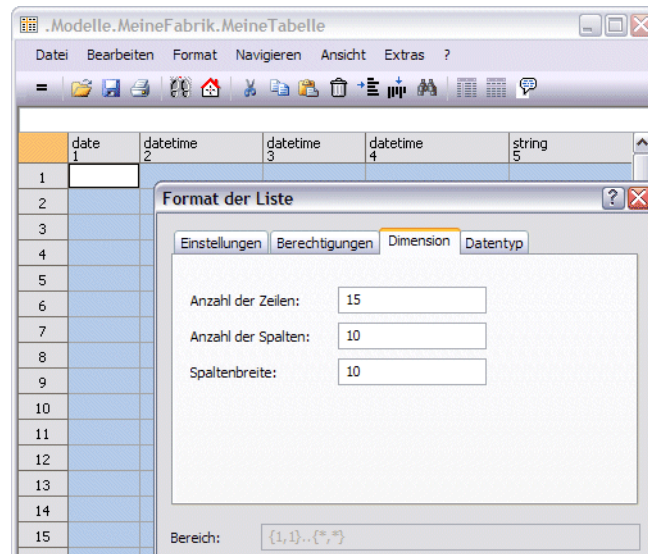 .Modelle.MeineFabrik.MeineTabelle
Datei Bearbeiten Format Navigieren Ansicht Extras ?
=
date datetime datetime datetime string
1 2 3 4 5
1
2
Format der Liste
3
Einstellungen Berechtigungen Dimension Datentyp
4
5
Anzahl der Zeilen: 15
6
7
Anzahl der Spalten: 10
8
Spaltenbreite: 10
9
10
11
12
13
14
15
Bereich: {1,1}..{*,*}